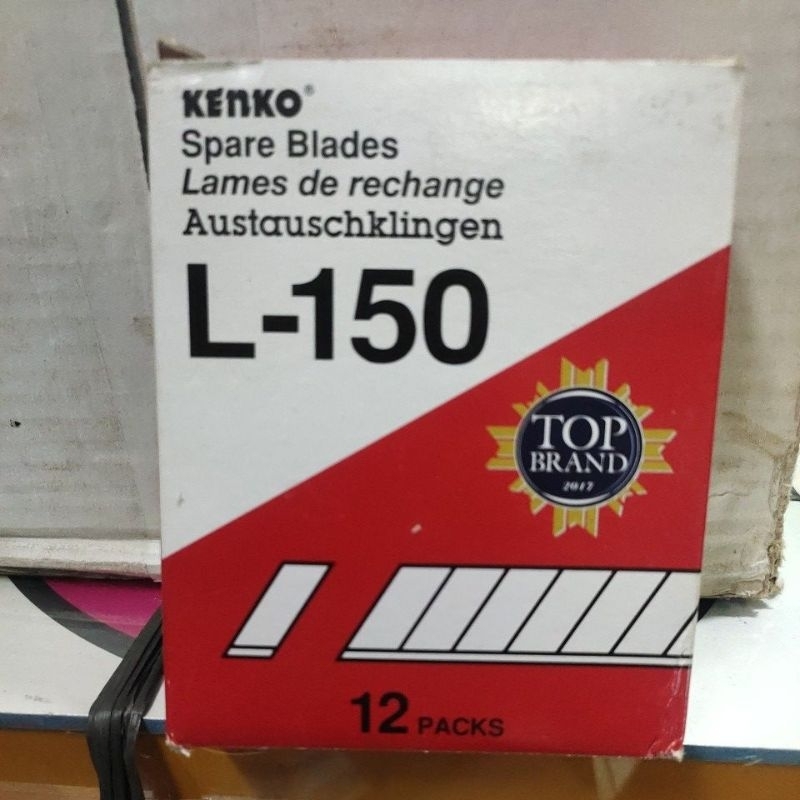 KENKO®
Spare Blades
Lames de rechange
Austauschklingen
L-150
TOP
BRAND
2017
12 PACKS